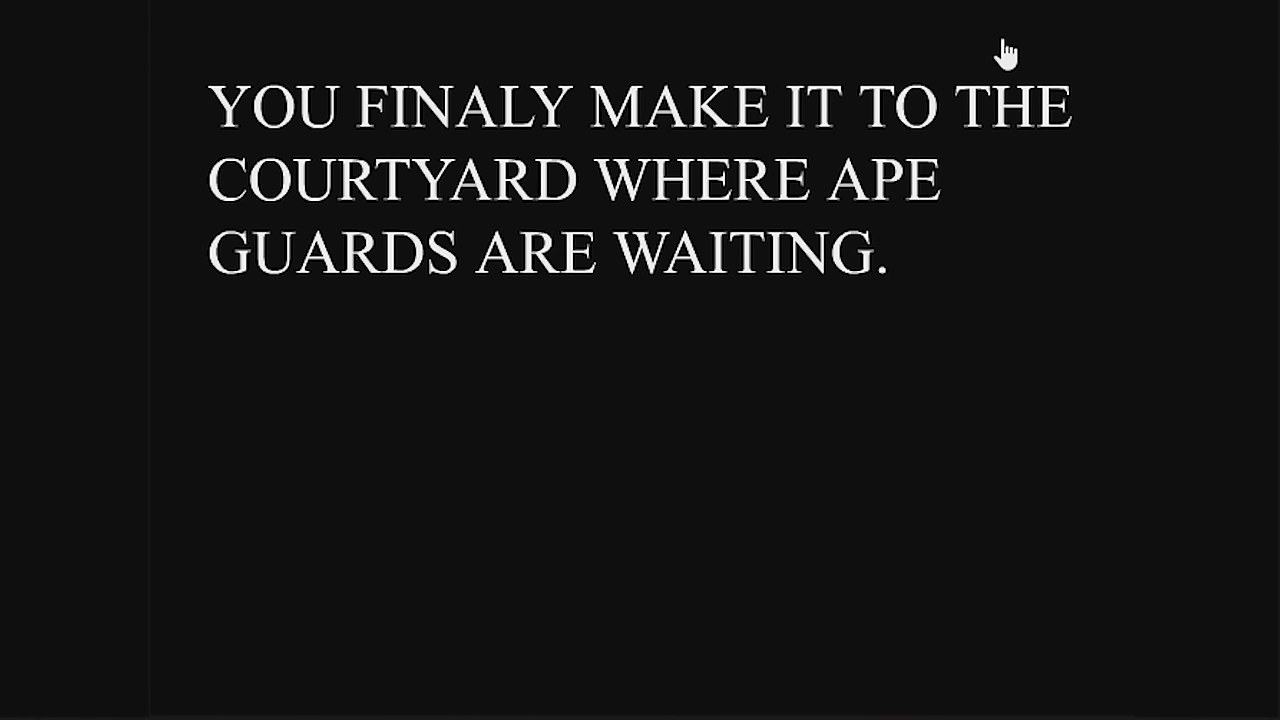 YOU FINALY MAKE IT TO THE
COURTYARD WHERE APE
GUARDS ARE WAITING.